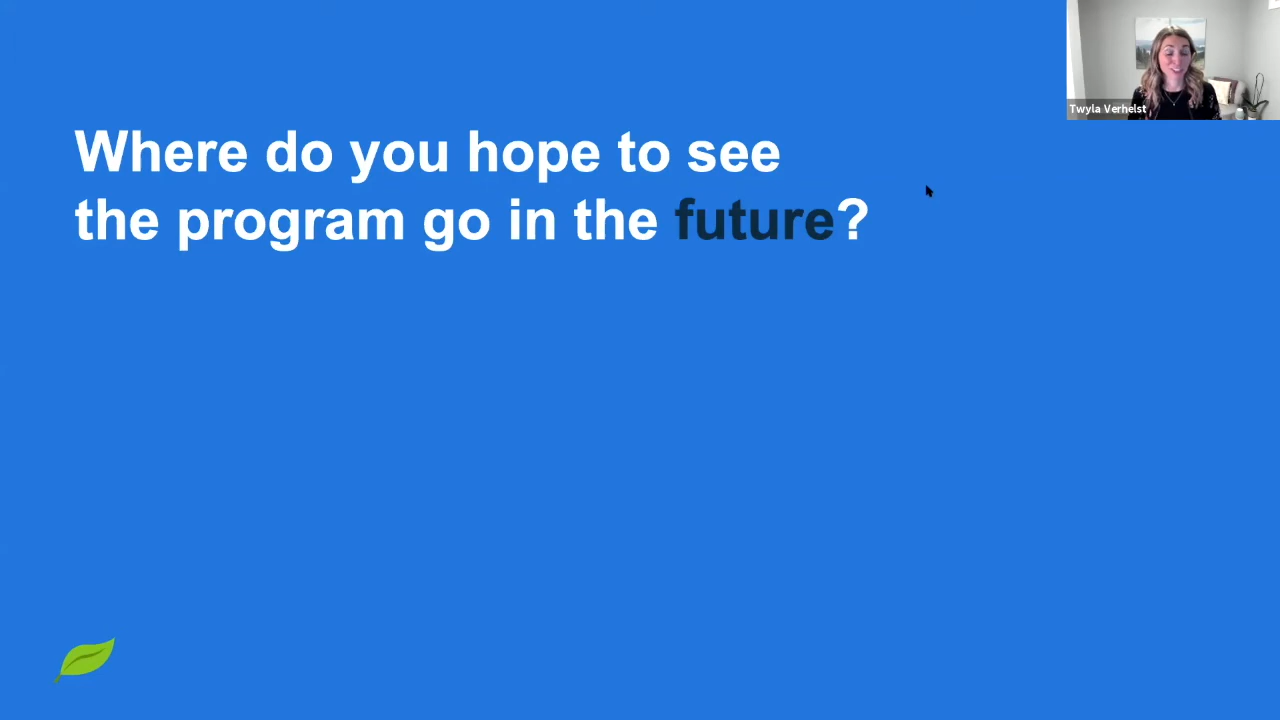 Twyla Verhelst
Where do you hope to see
the program go in the future?